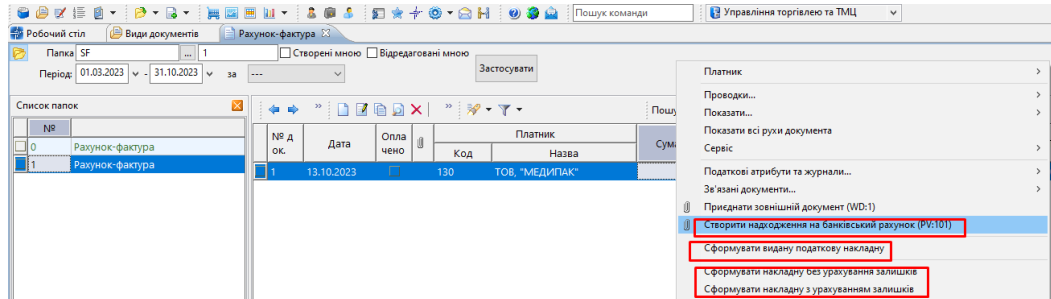 Пошук команди
Управління торгівлею та ТМЦ
Робочий стіл
Види документів
Рахунок-фактура
Папка SF ... 1 Створені мною Відредаговані мною
Період: 01.03.2023 - 31.10.2023 за ---
Застосувати
Список папок
№
0 Рахунок-фактура
1 Рахунок-фактура
№ док.
Дата
Оплачено
Платник
Код
Назва
1 13.10.2023 130 ТОВ, "МЕДИПАК"
Платник
Проводки...
Показати...
Показати всі рухи документа
Сервіс
Податкові атрибути та журнали...
Зв'язані документи...
Приєднати зовнішній документ (WD:1)
Створити надходження на банківський рахунок (PV:101)
Сформувати видану податкову накладну
Сформувати накладну без урахування залишків
Сформувати накладну з урахуванням залишків